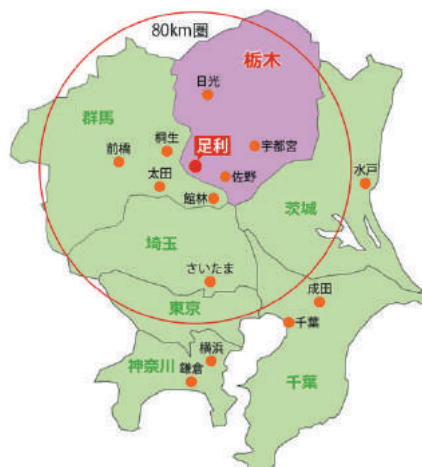 80km圏
栃木
日光
群馬
桐生
足利
宇都宮
前橋
佐野
水戸
太田
館林
茨城
埼玉
さいたま
成田
東京
千葉
横浜
神奈川
鎌倉
千葉